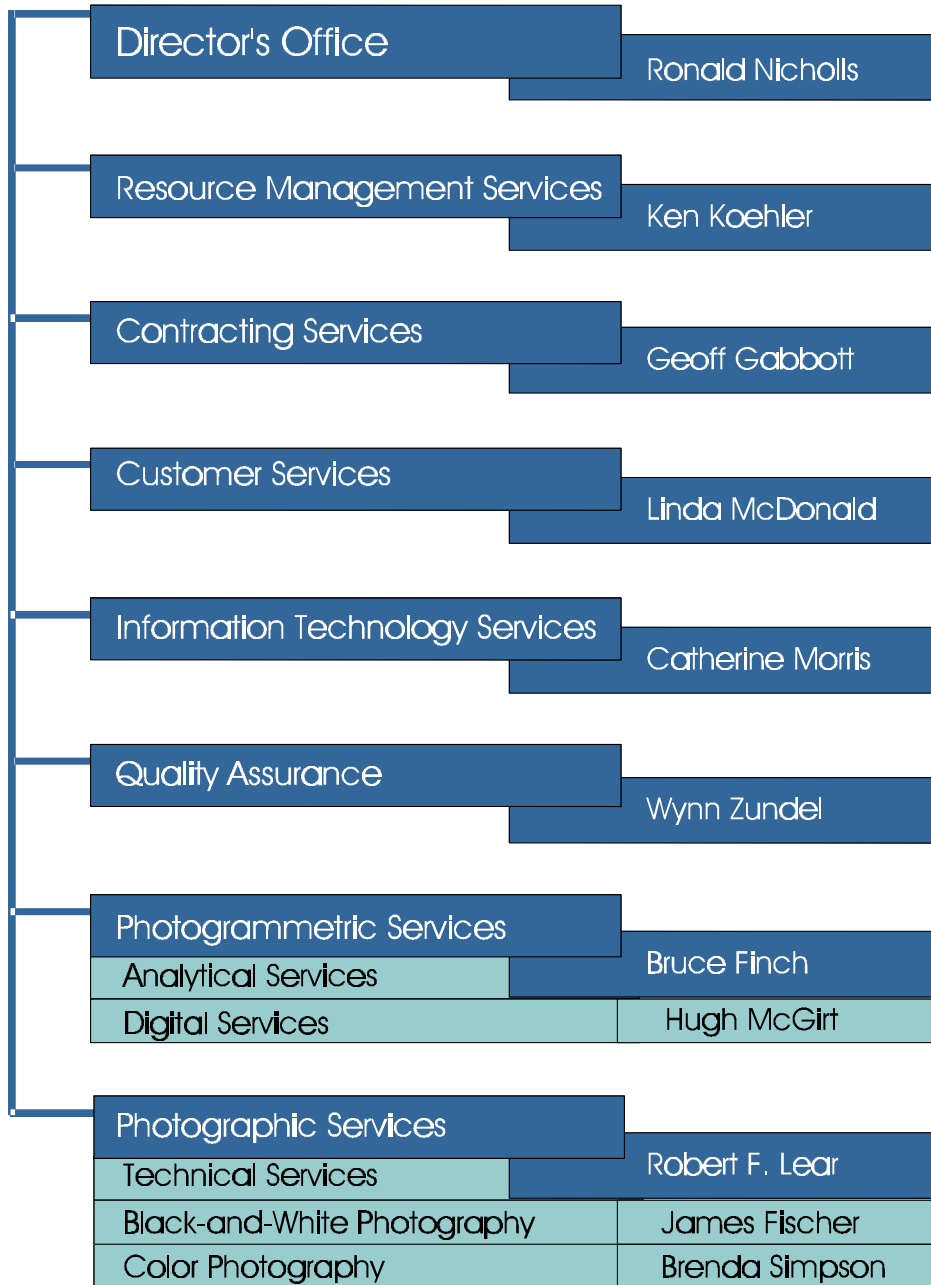 Director's Office
Ronald Nicholls
Resource Management Services
Ken Koehler
Contracting Services
Geoff Gabbott
Customer Services
Linda McDonald
Information Technology Services
Catherine Morris
Quality Assurance
Wynn Zundel
Photogrammetric Services
Bruce Finch
Analytical Services
Digital Services
Hugh McGirt
Photographic Services
Robert F. Lear
Technical Services
Black-and-White Photography
James Fischer
Color Photography
Brenda Simpson